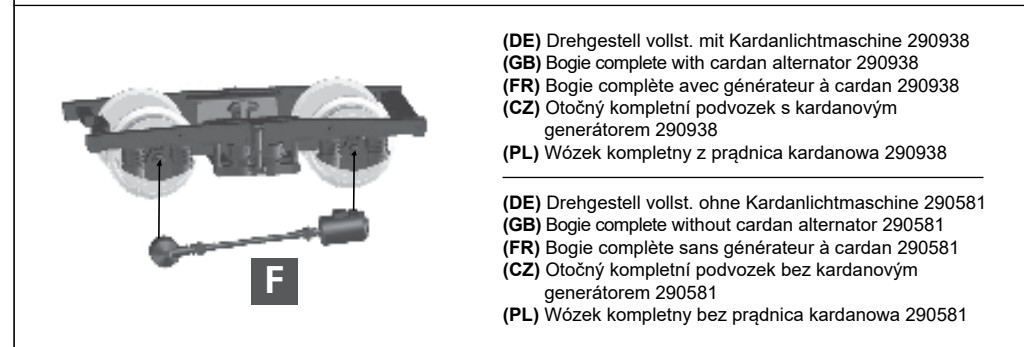 (DE) Drehgestell vollst. mit Kardanlichtmaschine 290938
(GB) Bogie complete with cardan alternator 290938
(FR) Bogie complète avec générateur à cardan 290938
(CZ) Otočný kompletní podvozek s kardanovým
generátorem 290938
(PL) Wózek kompletny z prądnica kardanowa 290938
(DE) Drehgestell vollst. ohne Kardanlichtmaschine 290581
(GB) Bogie complete without cardan alternator 290581
(FR) Bogie complète sans générateur à cardan 290581
(CZ) Otočný kompletní podvozek bez kardanovým
generátorem 290581
(PL) Wózek kompletny bez prądnica kardanowa 290581
F